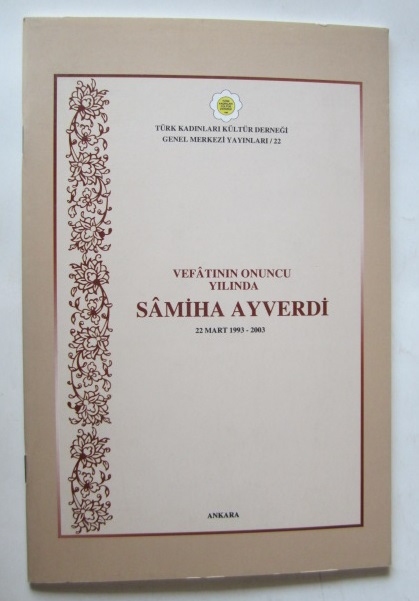 TÜRK KADINLARI KÜLTÜR DERNEĞİ
GENEL MERKEZİ YAYINLARI / 22
VEFÂTININ ONUNCU
YILINDA
SÂMİHA AYVERDİ
22 MART 1993 - 2003
ANKARA